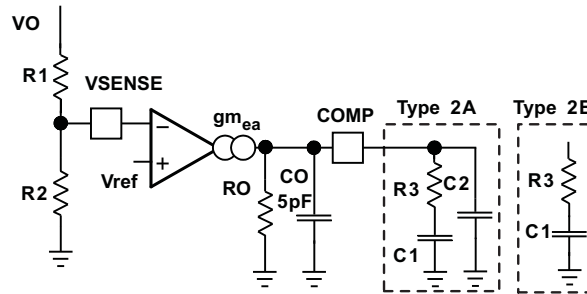 VO
R1
VSENSE
gm ea
COMP
Type 2A
Type 2B
−
+
Vref
R2
RO
CO
5pF
R3
C2
C1
R3
C1